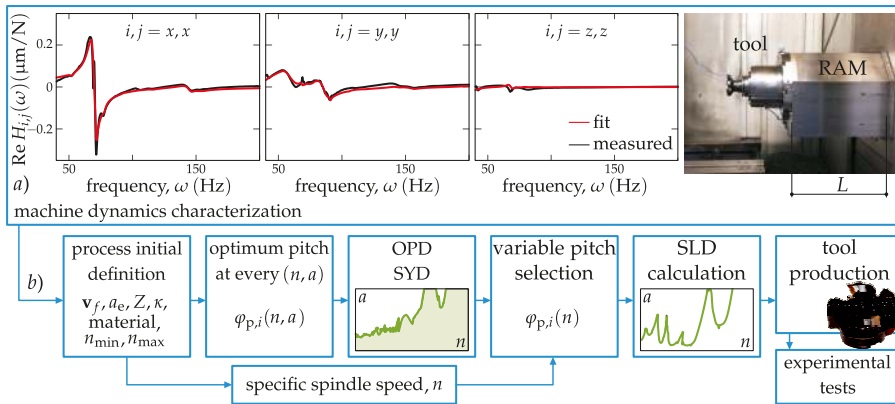 i, j = x, x
i, j = y, y
i, j = z, z
tool
RAM
Re H_{i,j}(ω) (μm/N)
0.2
0
−0.2
fit
measured
50
150
50
150
50
150
frequency, ω (Hz)
frequency, ω (Hz)
frequency, ω (Hz)
L
a)
machine dynamics characterization
b)
process initial
definition
v_f, a_e, Z, κ,
material,
n_min, n_max
optimum pitch
at every (n, a)
φ_{p,i}(n, a)
OPD
SYD
a
n
variable pitch
selection
φ_{p,i}(n)
SLD
calculation
a
n
tool
production
experimental
tests
specific spindle speed, n